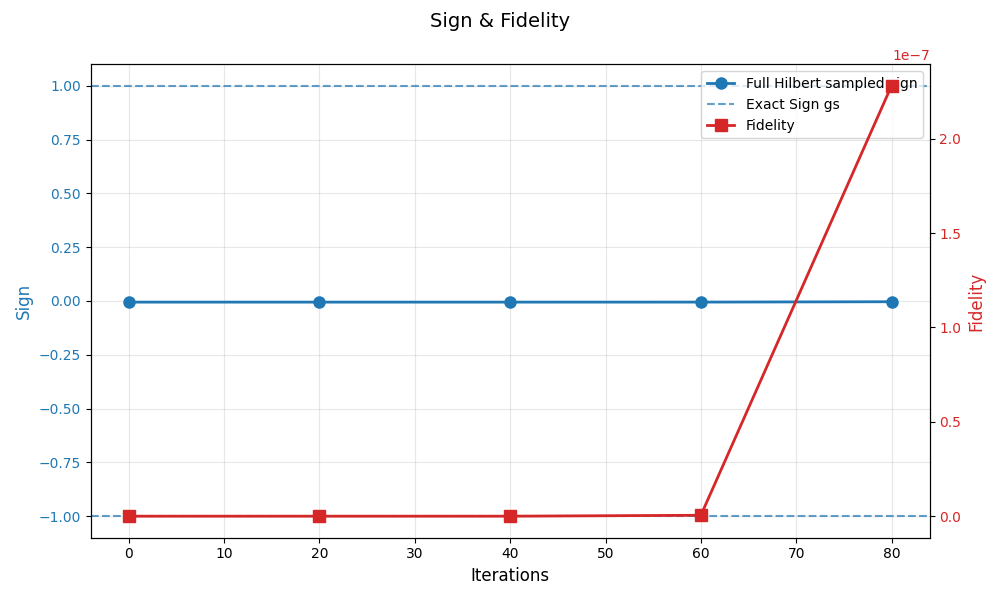 Sign & Fidelity
1e−7
1.00
0.75
0.50
0.25
0.00
−0.25
−0.50
−0.75
−1.00
Sign
Full Hilbert sampled sign
Exact Sign gs
Fidelity
2.0
1.5
1.0
0.5
0.0
Fidelity
0 10 20 30 40 50 60 70 80
Iterations